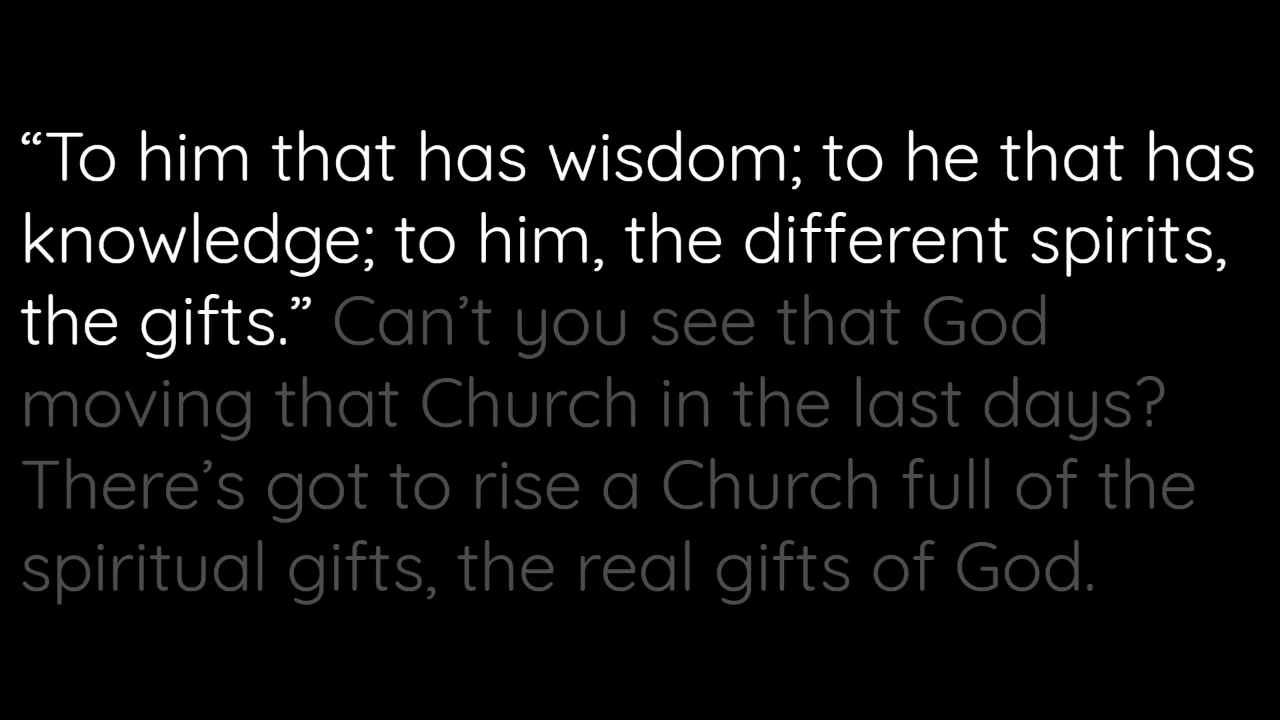 “To him that has wisdom; to he that has
knowledge; to him, the different spirits,
the gifts.” Can’t you see that God
moving that Church in the last days?
There’s got to rise a Church full of the
spiritual gifts, the real gifts of God.